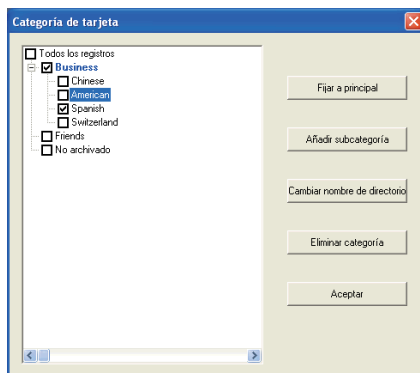 Categoría de tarjeta
Todos los registros
Business
Chinese
American
Spanish
Switzerland
Friends
No archivado
Fijar a principal
Añadir subcategoría
Cambiar nombre de directorio
Eliminar categoría
Aceptar